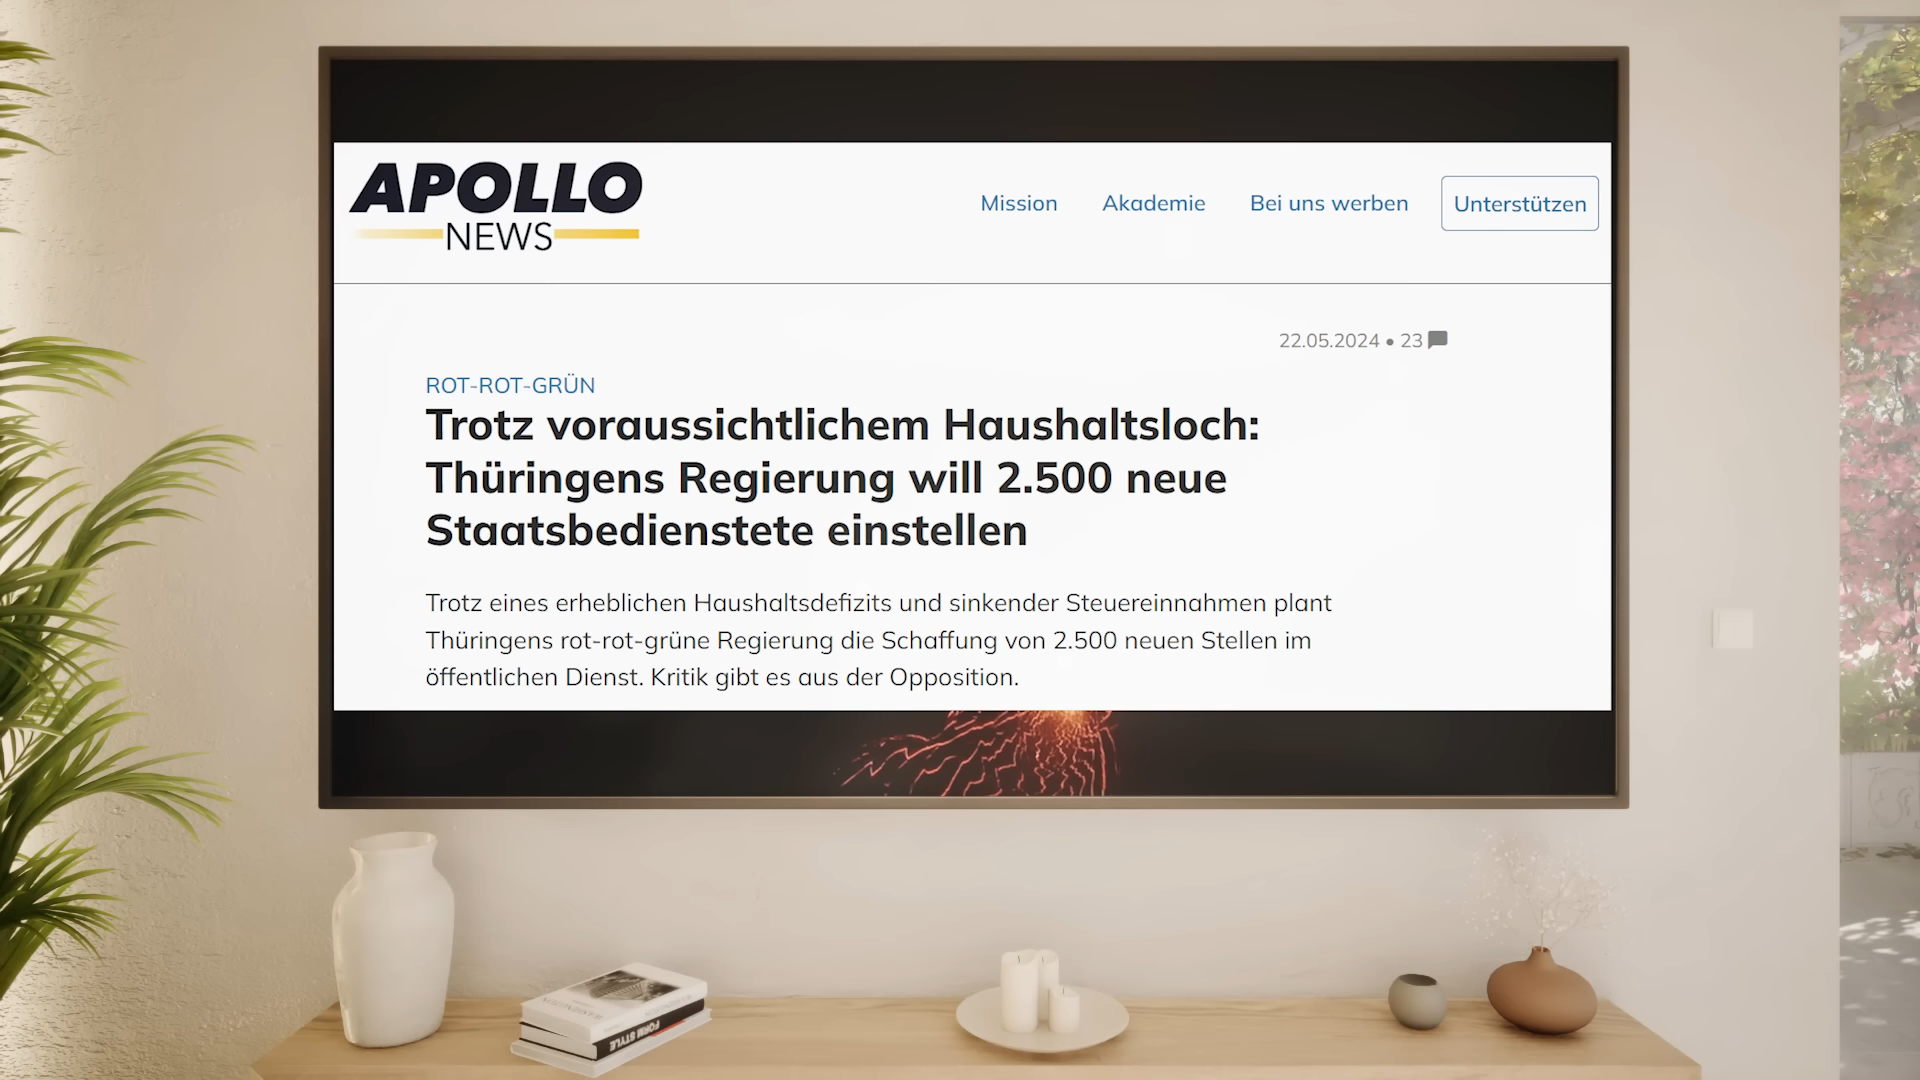 APOLLO
NEWS
Mission
Akademie
Bei uns werben
Unterstützen
22.05.2024 • 23
ROT-ROT-GRÜN
Trotz voraussichtlichem Haushaltsloch:
Thüringens Regierung will 2.500 neue
Staatsbedienstete einstellen
Trotz eines erheblichen Haushaltsdefizits und sinkender Steuereinnahmen plant
Thüringens rot-rot-grüne Regierung die Schaffung von 2.500 neuen Stellen im
öffentlichen Dienst. Kritik gibt es aus der Opposition.
FORM STYLE